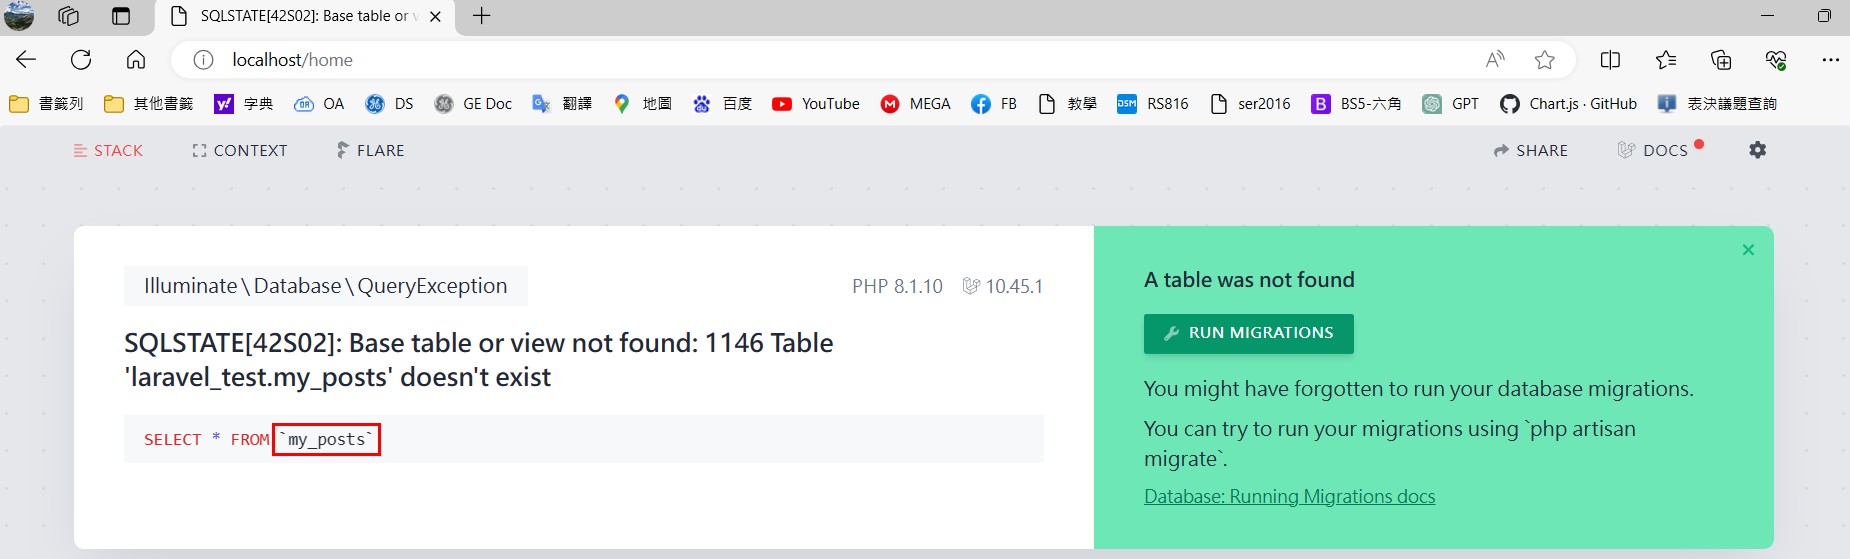 SQLSTATE[42S02]: Base table or v
localhost/home
書籤列 其他書籤 字典 OA DS GE Doc 翻譯 地圖 百度 YouTube MEGA FB 教學 RS816 ser2016 BS5-六角 GPT Chart.js · GitHub 表決議題查詢
STACK CONTEXT FLARE SHARE DOCS
Illuminate\Database\QueryException PHP 8.1.10 10.45.1
SQLSTATE[42S02]: Base table or view not found: 1146 Table
'laravel_test.my_posts' doesn't exist
SELECT * FROM `my_posts`
A table was not found
RUN MIGRATIONS
You might have forgotten to run your database migrations.
You can try to run your migrations using `php artisan
migrate`.
Database: Running Migrations docs